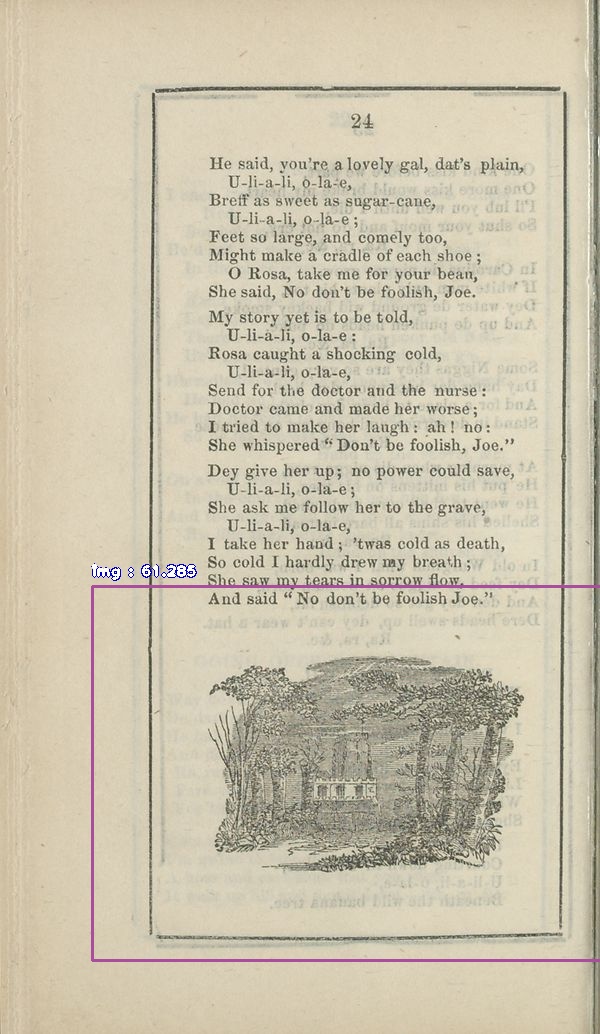 24
He said, you're a lovely gal, dat's plain,
U-li-a-li, o-la-e,
Breff as sweet as sugar-cane,
U-li-a-li, o-la-e;
Feet so large, and comely too,
Might make a cradle of each shoe;
O Rosa, take me for your beau,
She said, No don't be foolish, Joe.
My story yet is to be told,
U-li-a-li, o-la-e:
Rosa caught a shocking cold,
U-li-a-li, o-la-e,
Send for the doctor and the nurse:
Doctor came and made her worse;
I tried to make her laugh: ah! no:
She whispered "Don't be foolish, Joe."
Dey give her up; no power could save,
U-li-a-li, o-la-e;
She ask me follow her to the grave,
U-li-a-li, o-la-e,
I take her hand; 'twas cold as death,
So cold I hardly drew my breath;
img : 61.285
She saw my tears in sorrow flow.
And said "No don't be foolish Joe."